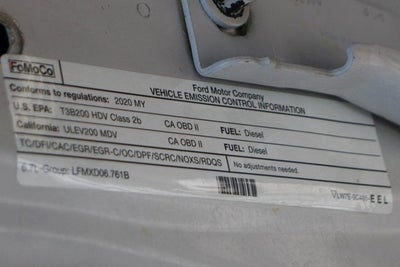 FoMoCo
Ford Motor Company
VEHICLE EMISSION CONTROL INFORMATION
Conforms to regulations: 2020 MY
U.S. EPA: T3B200 HDV Class 2b CA OBD II FUEL: Diesel
California: ULEV200 MDV CA OBD II FUEL: Diesel
TC/DFI/CAC/EGR/EGR-C/OC/DPF/SCRC/NOXS/RDQS No adjustments needed.
6.7L-Group: LFMXD06.761B
EEL